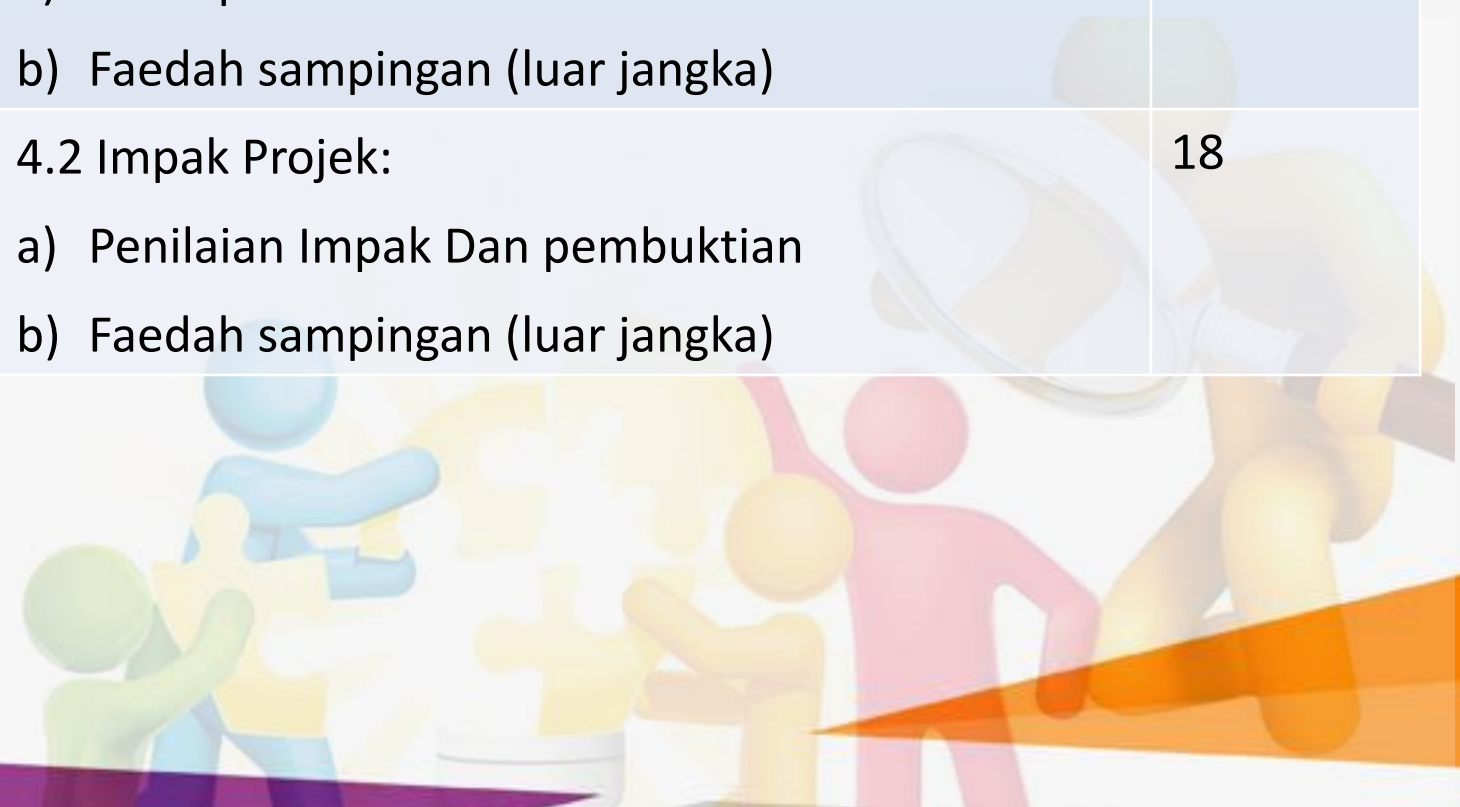 b) Faedah sampingan (luar jangka)
4.2 Impak Projek: 18
a) Penilaian Impak Dan pembuktian
b) Faedah sampingan (luar jangka)